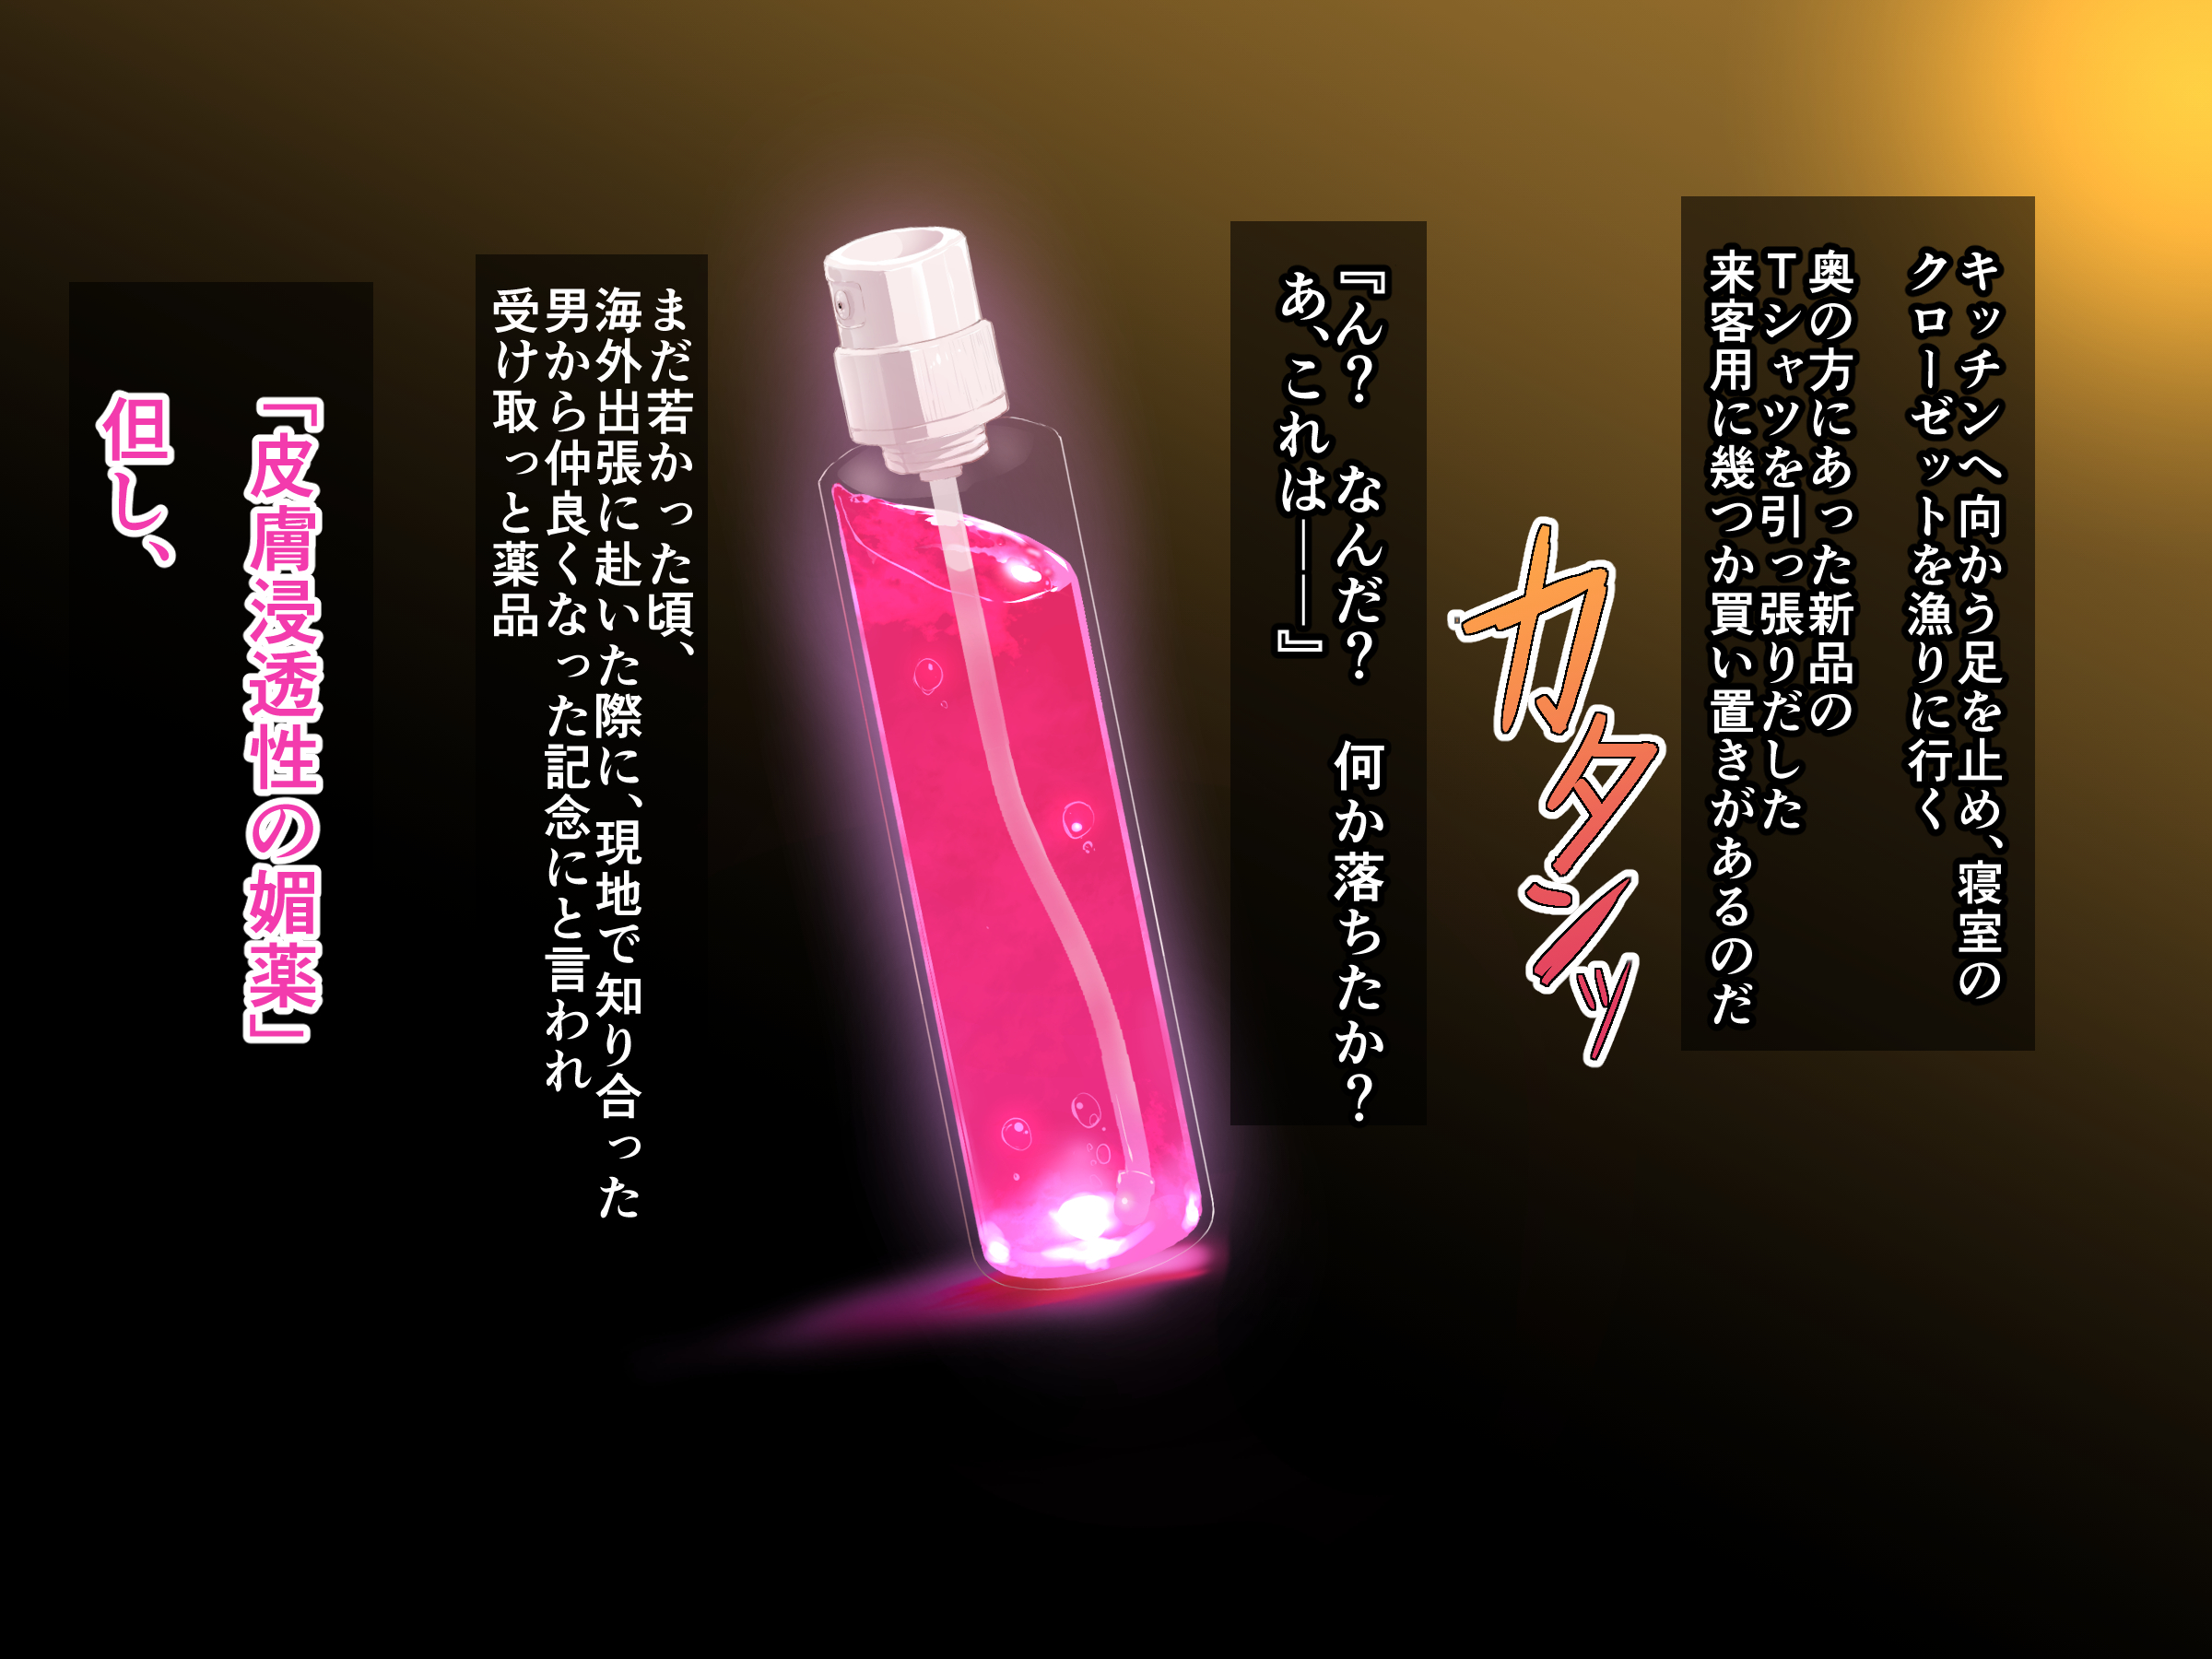 キッチンへ向かう足を止め、寝室の
クローゼットを漁りに行く
奥の方にあった新品の
Ｔシャツを引っ張りだした
来客用に幾つか買い置きがあるのだ
カタンッ
『ん？　なんだ？　何か落ちたか？
あ、これは――』
まだ若かった頃、
海外出張に赴いた際に、現地で知り合った
男から仲良くなった記念にと言われ
受け取っと薬品
「皮膚浸透性の媚薬」
但し、